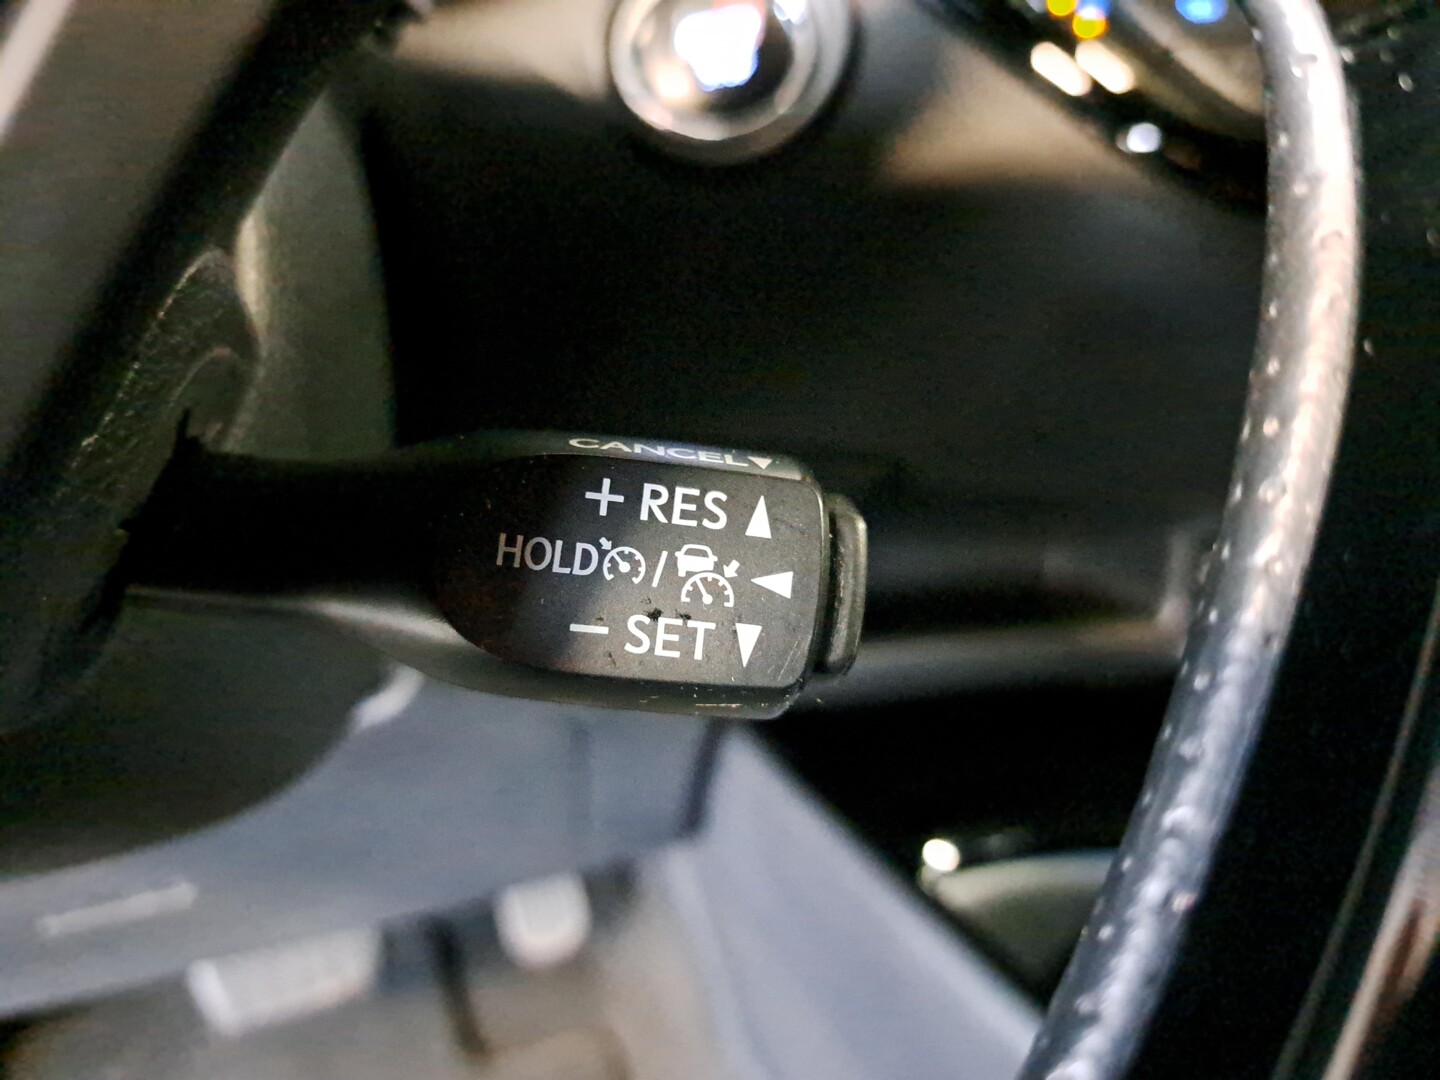 CANCEL▼
+ RES ▲
HOLD / ◀
− SET ▼